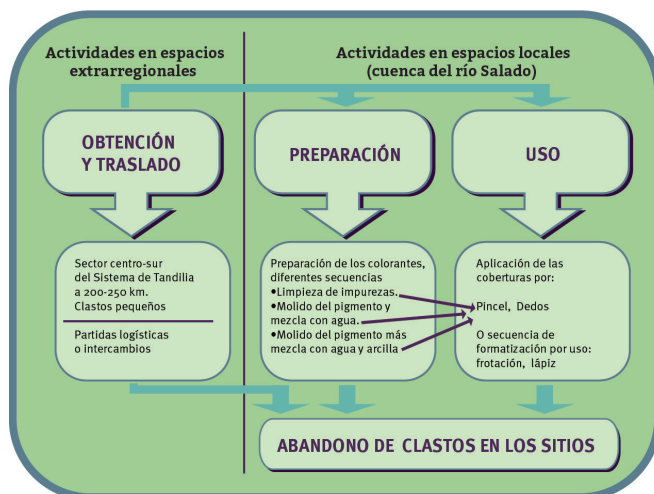 Actividades en espacios
extrarregionales
Actividades en espacios locales
(cuenca del río Salado)
OBTENCIÓN
Y TRASLADO
PREPARACIÓN
USO
Sector centro-sur
del Sistema de Tandilia
a 200-250 km.
Clastos pequeños
Partidas logísticas
o intercambios
Preparación de los colorantes,
diferentes secuencias
•Limpieza de impurezas.
•Molido del pigmento y
mezcla con agua.
•Molido del pigmento más
mezcla con agua y arcilla
Aplicación de las
coberturas por:
Pincel, Dedos
O secuencia de
formatización por uso:
frotación, lápiz
ABANDONO DE CLASTOS EN LOS SITIOS